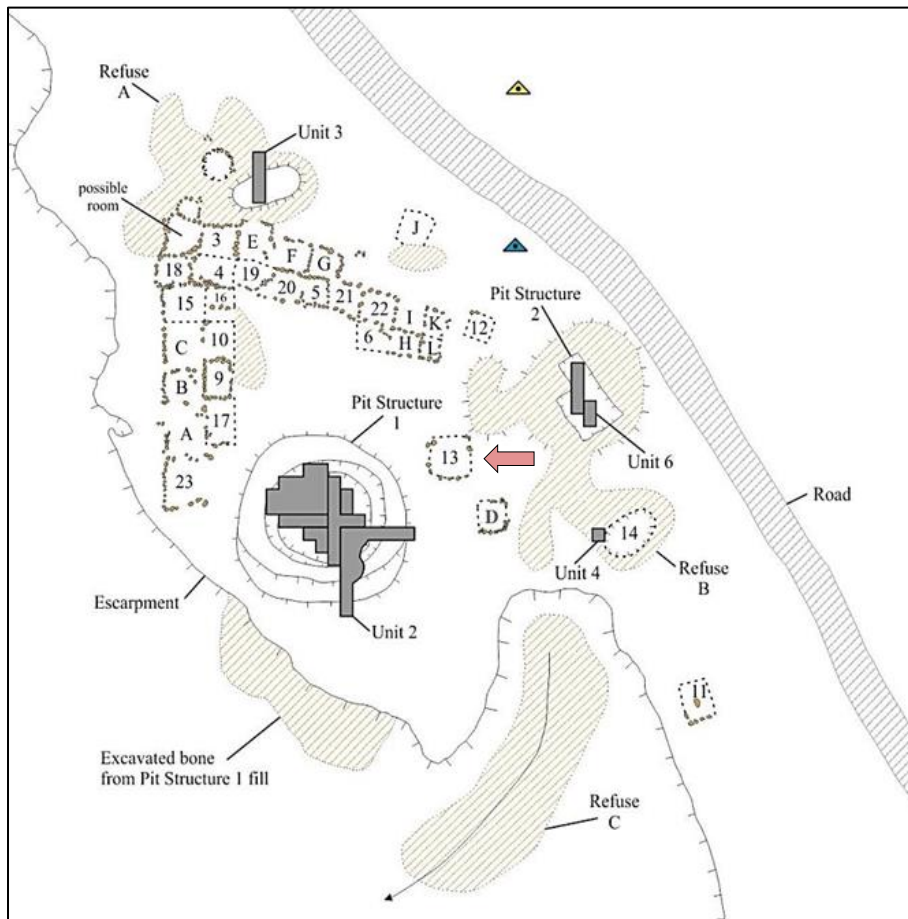 Refuse
A
Unit 3
possible
room
3
E
J
F
G
18
4
19
20
5
21
15
16
22
I
K
12
Pit Structure
2
6
H
L
C
10
B
9
A
17
Pit Structure
1
13
Unit 6
23
D
Road
14
Unit 4
Refuse
B
Escarpment
Unit 2
11
Excavated bone
from Pit Structure 1 fill
Refuse
C